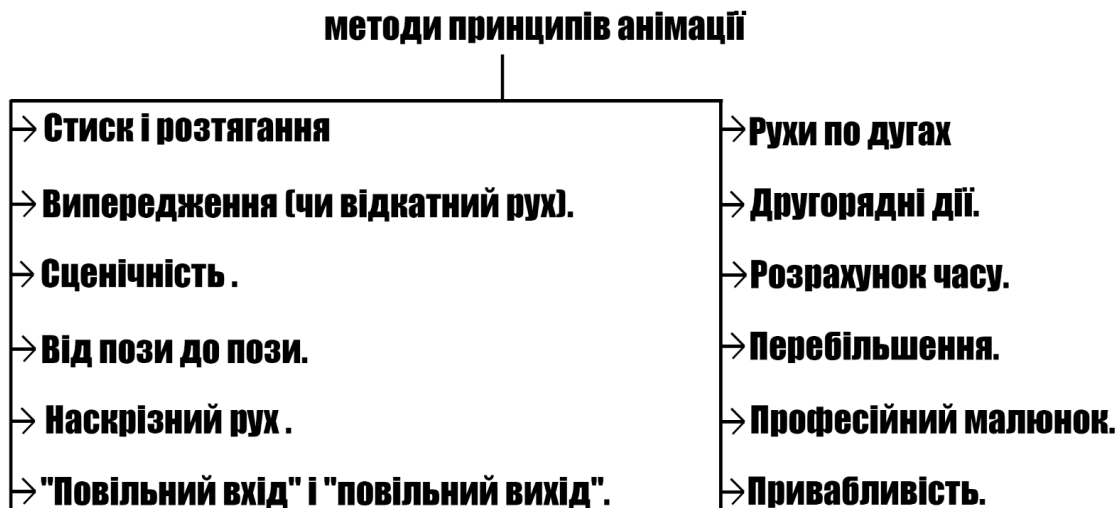 методи принципів анімації
Стиск і розтягання
Випередження (чи відкатний рух).
Сценічність .
Від пози до пози.
Наскрізний рух .
"Повільний вхід" і "повільний вихід".
Рухи по дугах
Другорядні дії.
Розрахунок часу.
Перебільшення.
Професійний малюнок.
Привабливість.